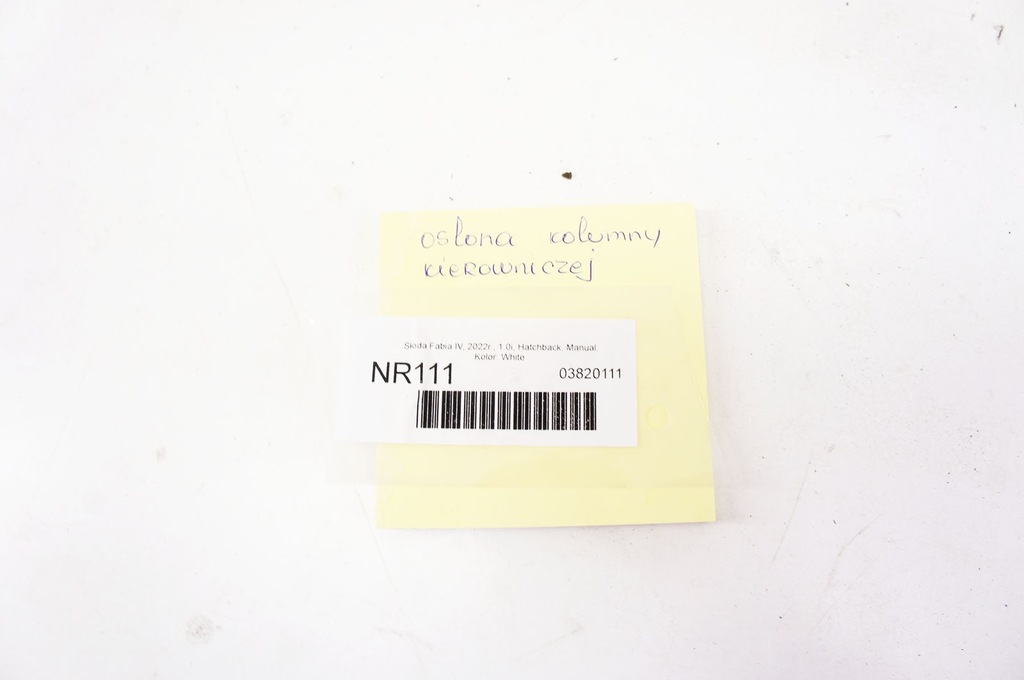 osłona kolumny
kierowniczej
Skoda Fabia IV, 2022r., 1.0i, Hatchback. Manual.
Kolor: White
NR111 03820111